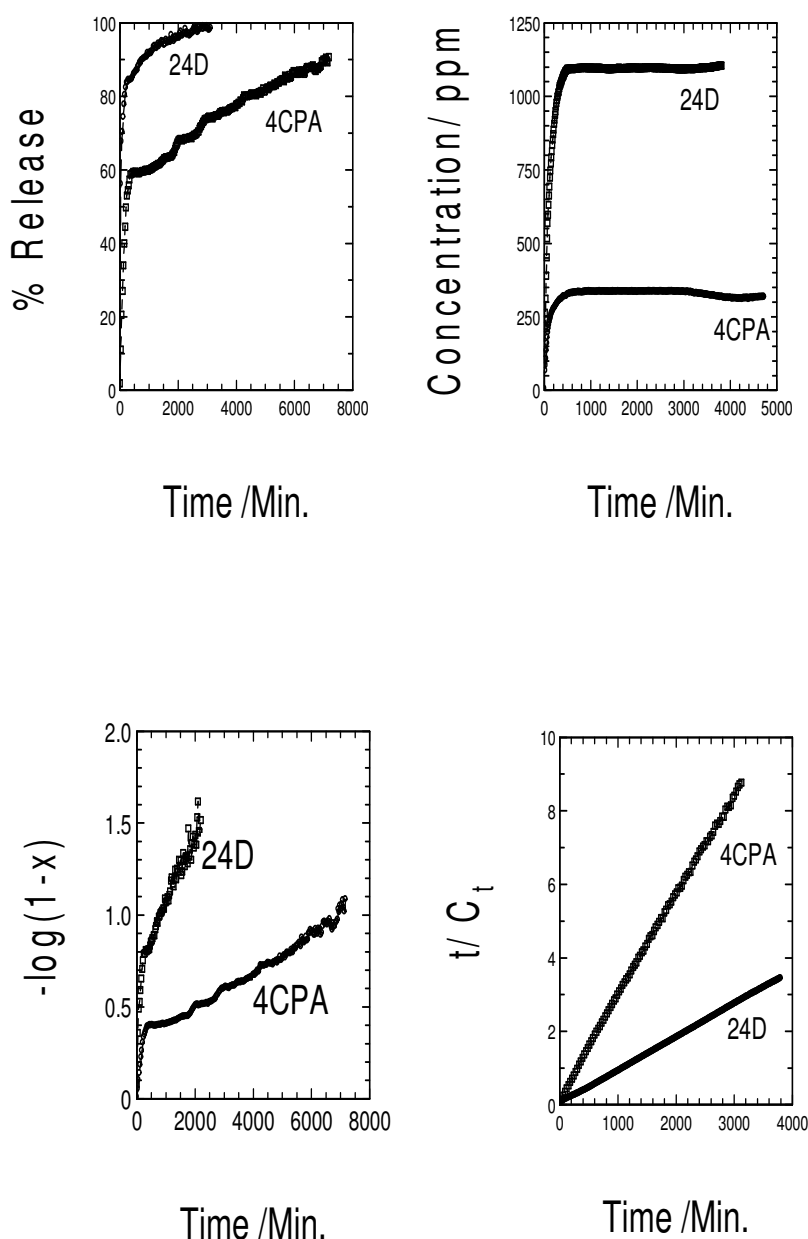 % Release
100
80
60
40
20
0
24D
4CPA
0 2000 4000 6000 8000
Time /Min.
Concentration/ ppm
1250
1000
750
500
250
0
24D
4CPA
0 1000 2000 3000 4000 5000
Time /Min.
-log(1-x)
2.0
1.5
1.0
0.5
0
24D
4CPA
0 2000 4000 6000 8000
Time /Min.
t/ Ct
10
8
6
4
2
0
4CPA
24D
0 1000 2000 3000 4000
Time /Min.